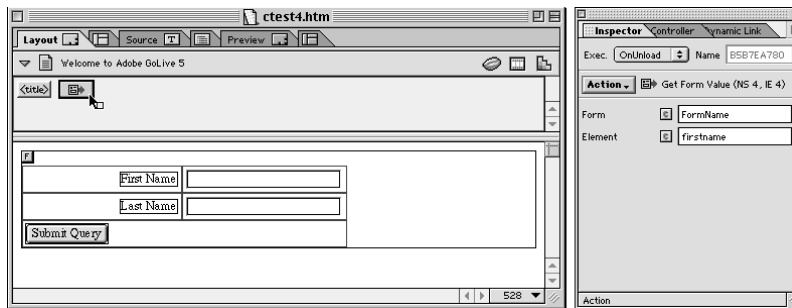 ctest4.htm
Layout
Source
T
Preview
Welcome to Adobe GoLive 5
<title>
F
First Name
Last Name
Submit Query
528
Inspector
Controller
Dynamic Link
Exec.
OnUnload
Name
B5B7EA780
Action
Get Form Value (NS 4, IE 4)
Form
C
FormName
Element
C
firstname
Action